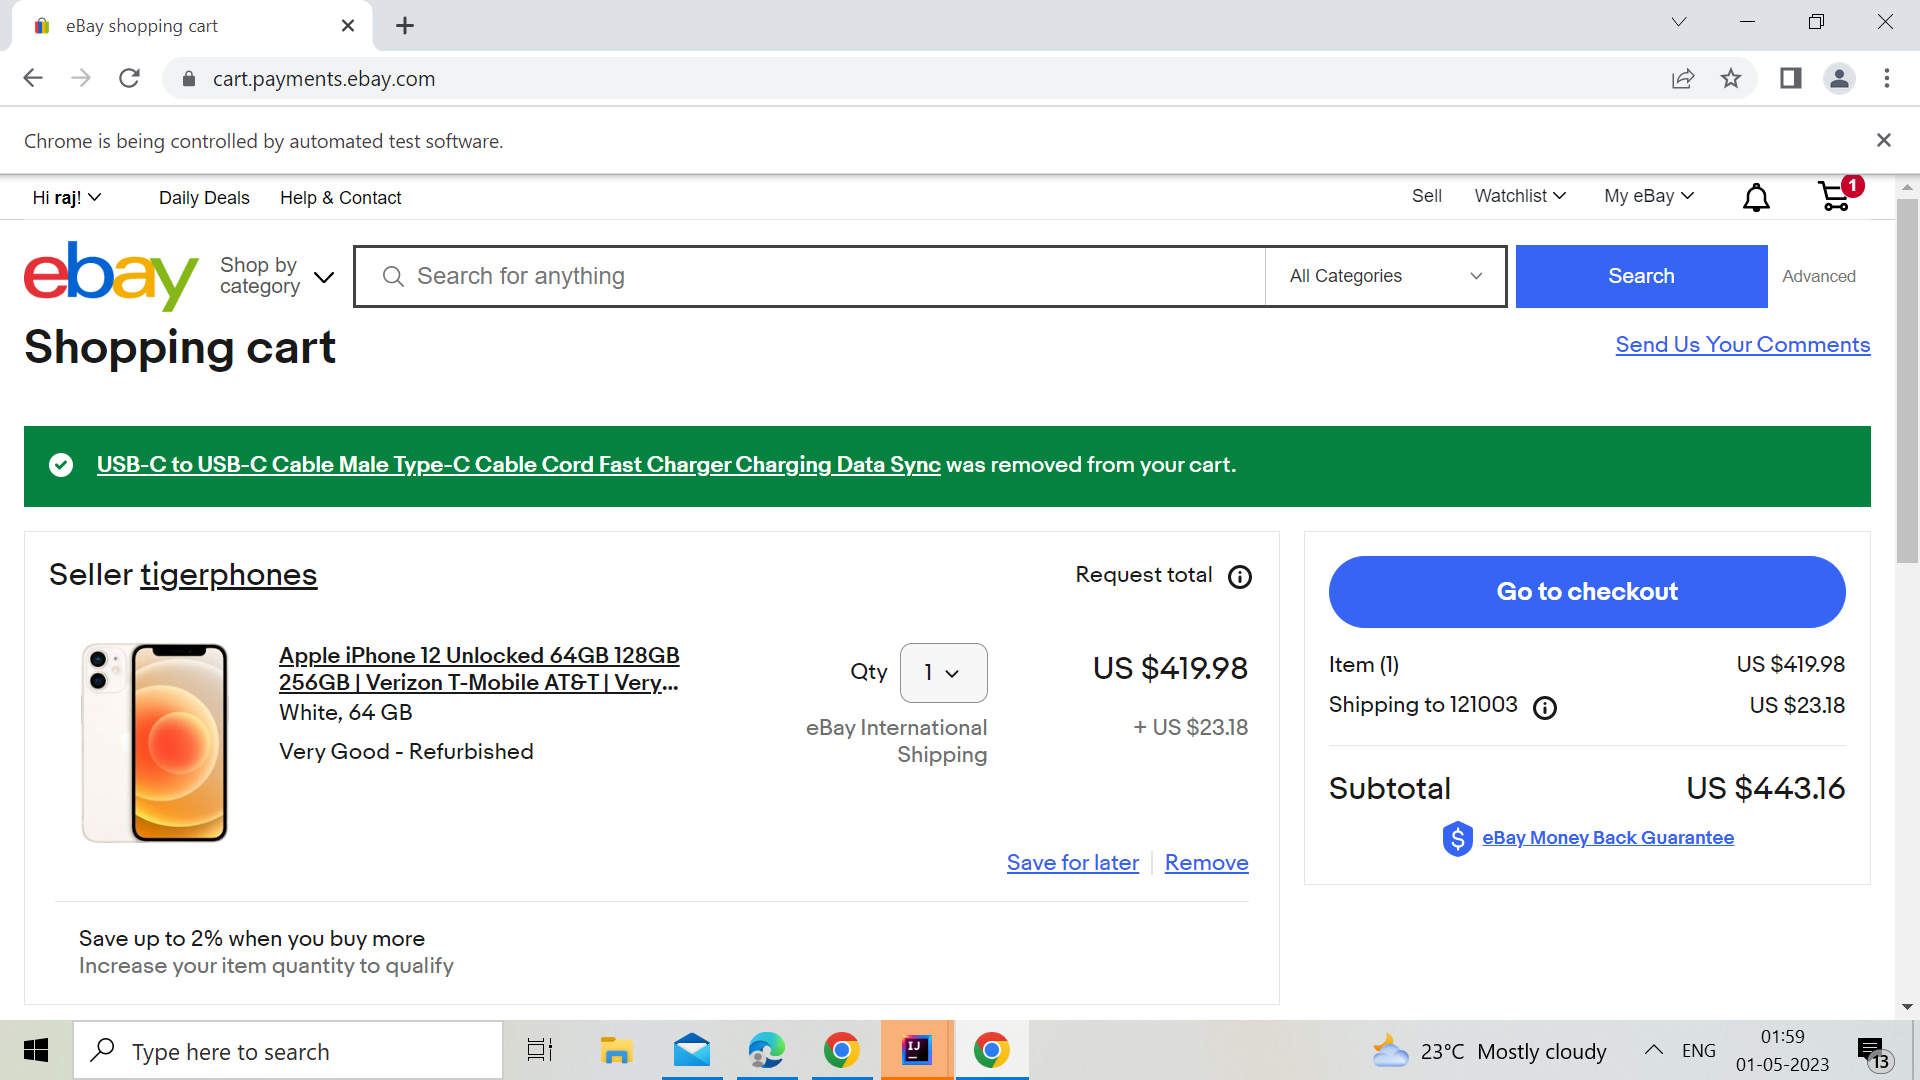 eBay shopping cart
cart.payments.ebay.com
Chrome is being controlled by automated test software.
Hi raj!
Daily Deals
Help & Contact
Sell
Watchlist
My eBay
1
ebay
Shop by
category
Search for anything
All Categories
Search
Advanced
Shopping cart
Send Us Your Comments
USB-C to USB-C Cable Male Type-C Cable Cord Fast Charger Charging Data Sync was removed from your cart.
Seller tigerphones
Request total
Apple iPhone 12 Unlocked 64GB 128GB
256GB | Verizon T-Mobile AT&T | Very...
White, 64 GB
Very Good - Refurbished
Qty
1
US $419.98
eBay International
Shipping
+ US $23.18
Save for later
Remove
Save up to 2% when you buy more
Increase your item quantity to qualify
Go to checkout
Item (1)
US $419.98
Shipping to 121003
US $23.18
Subtotal
US $443.16
$
eBay Money Back Guarantee
Type here to search
IJ
23°C Mostly cloudy
ENG
01:59
01-05-2023
13